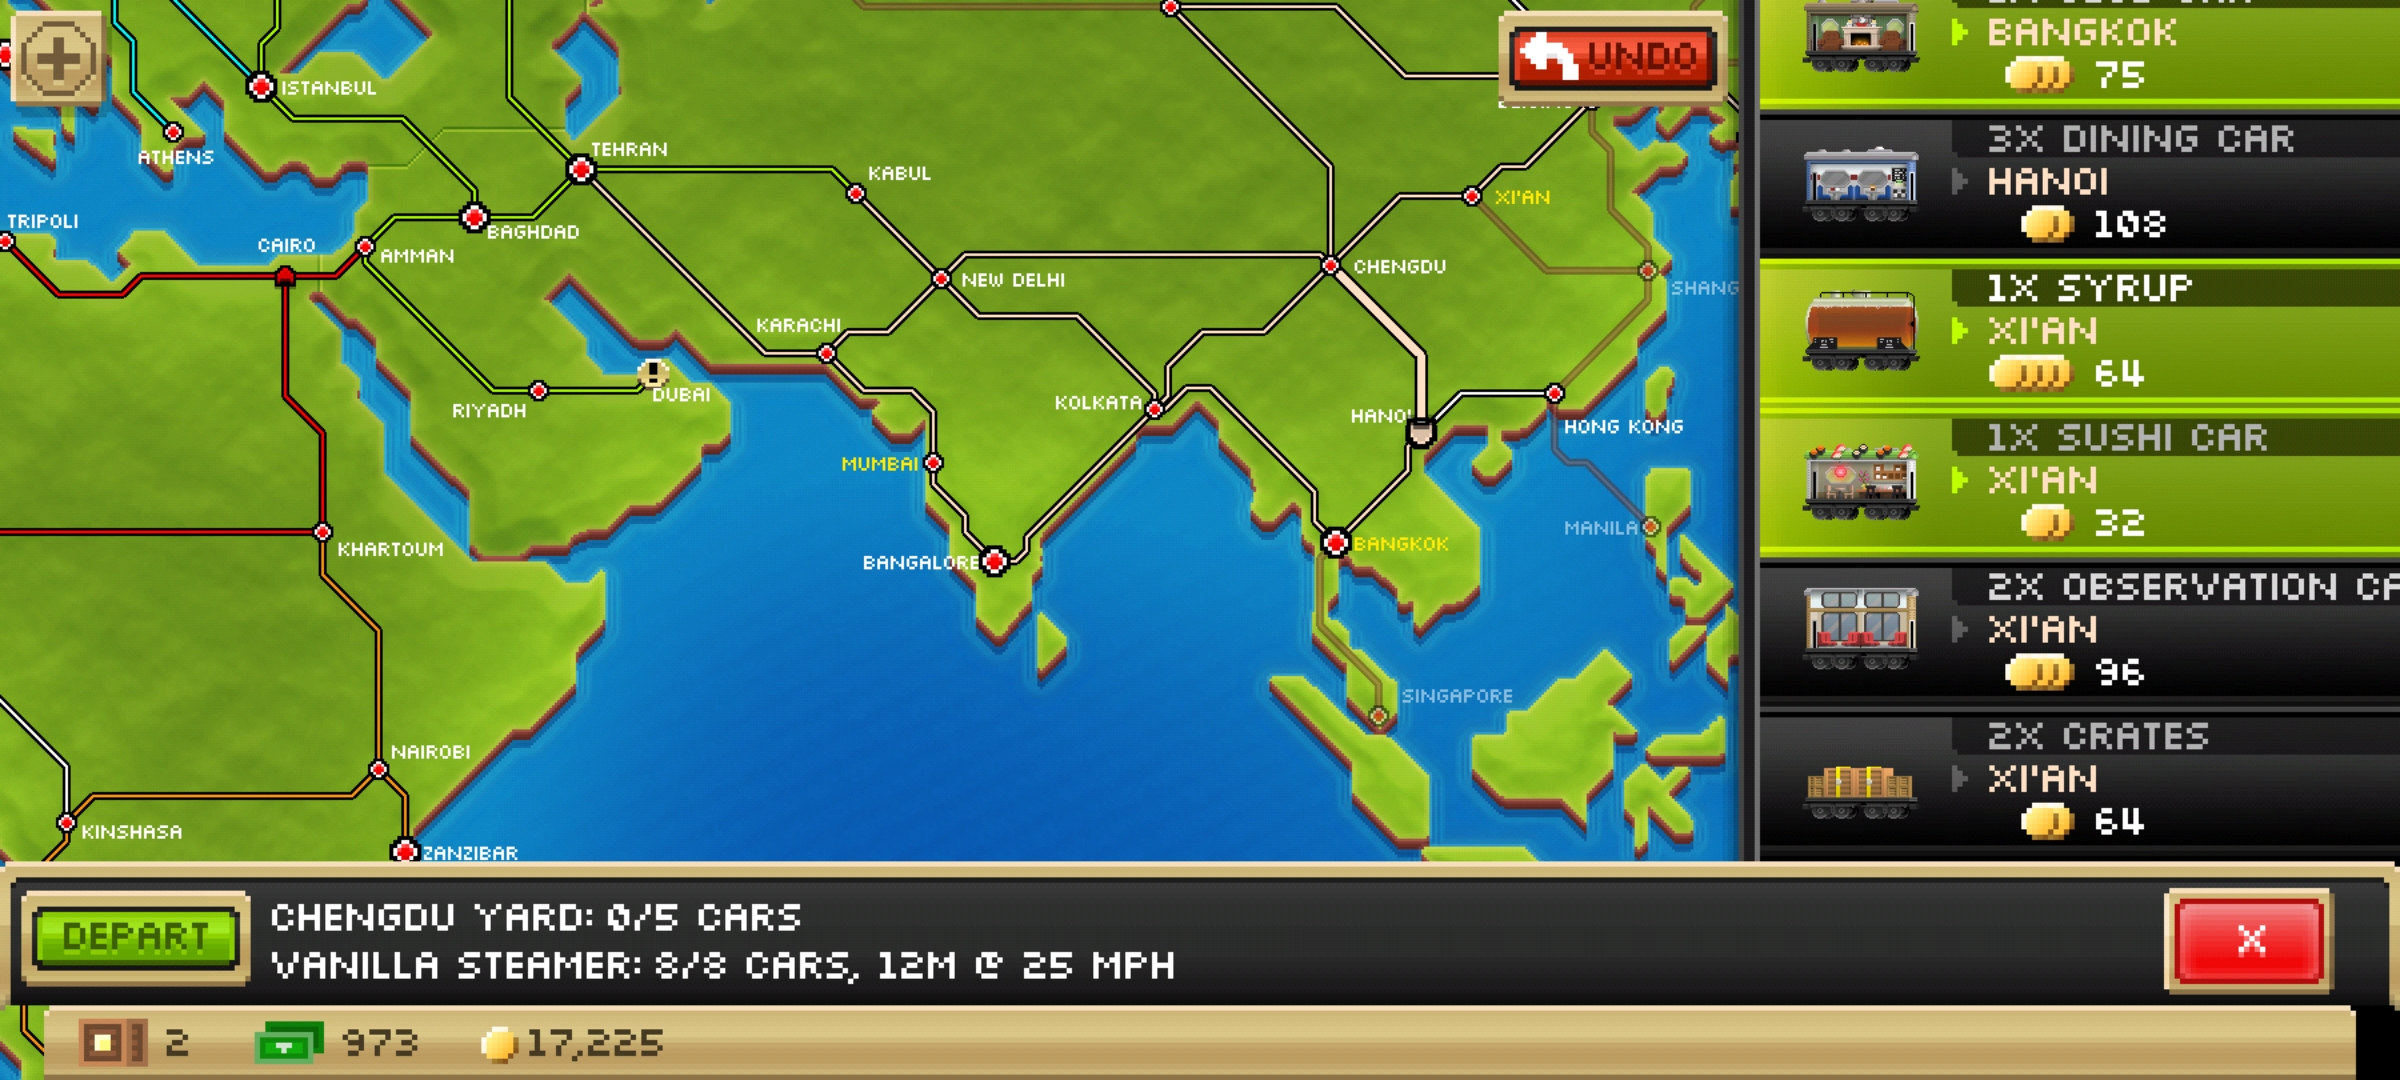 UNDO
ISTANBUL
ATHENS
TEHRAN
KABUL
XI'AN
TRIPOLI
CAIRO
BAGHDAD
AMMAN
NEW DELHI
CHENGDU
SHANG
KARACHI
DUBAI
RIYADH
KOLKATA
HANOI
HONG KONG
MUMBAI
MANILA
KHARTOUM
BANGALORE
BANGKOK
SINGAPORE
NAIROBI
KINSHASA
ZANZIBAR
BANGKOK
75
3X DINING CAR
HANOI
108
1X SYRUP
XI'AN
64
1X SUSHI CAR
XI'AN
32
2X OBSERVATION CA
XI'AN
96
2X CRATES
XI'AN
64
DEPART
CHENGDU YARD: 0/5 CARS
VANILLA STEAMER: 8/8 CARS, 12M @ 25 MPH
X
2
973
17,225